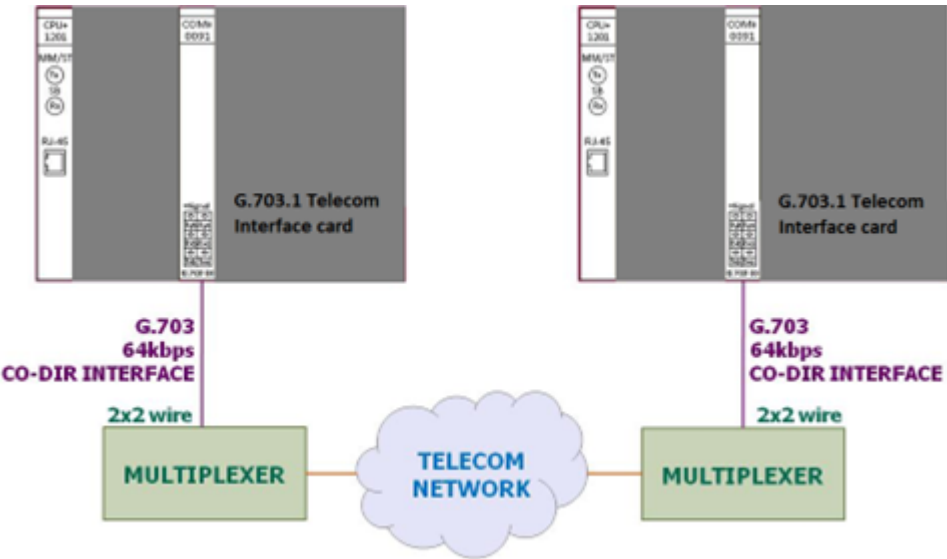 CPU+
1201
COM+
0091
MM/ST
Tx
SB
Rx
RJ-45
G.703.1 Telecom
Interface card
G.703
64kbps
CO-DIR INTERFACE
2x2 wire
MULTIPLEXER
TELECOM
NETWORK
CPU+
1201
COM+
0091
MM/ST
Tx
SB
Rx
RJ-45
G.703.1 Telecom
Interface card
G.703
64kbps
CO-DIR INTERFACE
2x2 wire
MULTIPLEXER